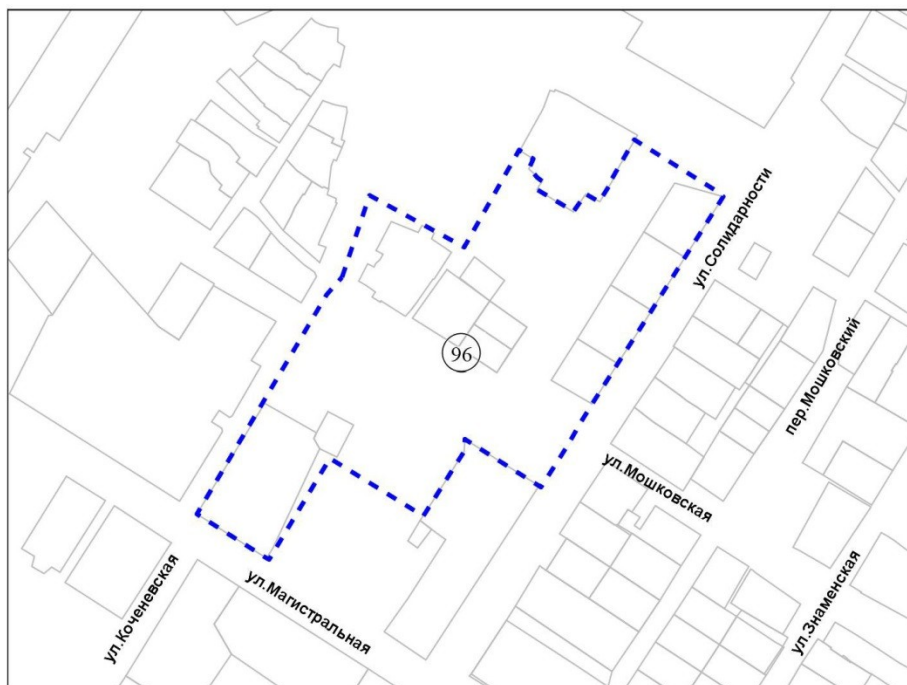 ул.Солидарности
пер.Мошковский
96
ул.Мошковская
ул.Коченевская
ул.Магистральная
ул.Знаменская